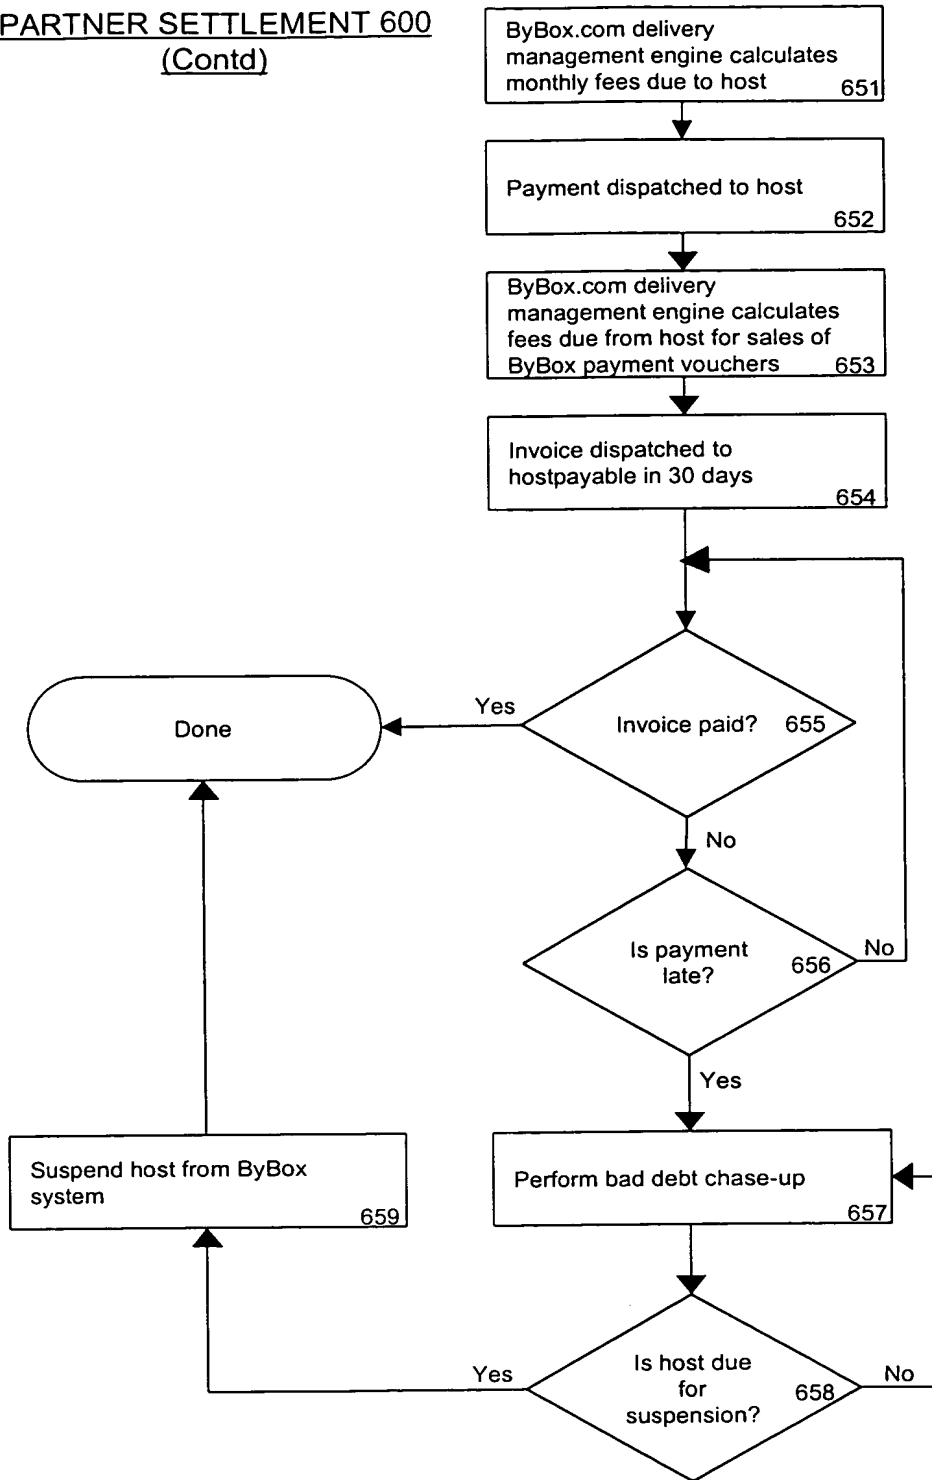 PARTNER SETTLEMENT 600
(Contd)
ByBox.com delivery
management engine calculates
monthly fees due to host 651
Payment dispatched to host
652
ByBox.com delivery
management engine calculates
fees due from host for sales of
ByBox payment vouchers 653
Invoice dispatched to
hostpayable in 30 days
654
Done
Yes
Invoice paid? 655
No
Is payment
late?
656
No
Yes
Suspend host from ByBox
system
659
Perform bad debt chase-up
657
Yes
Is host due
for
suspension?
658
No